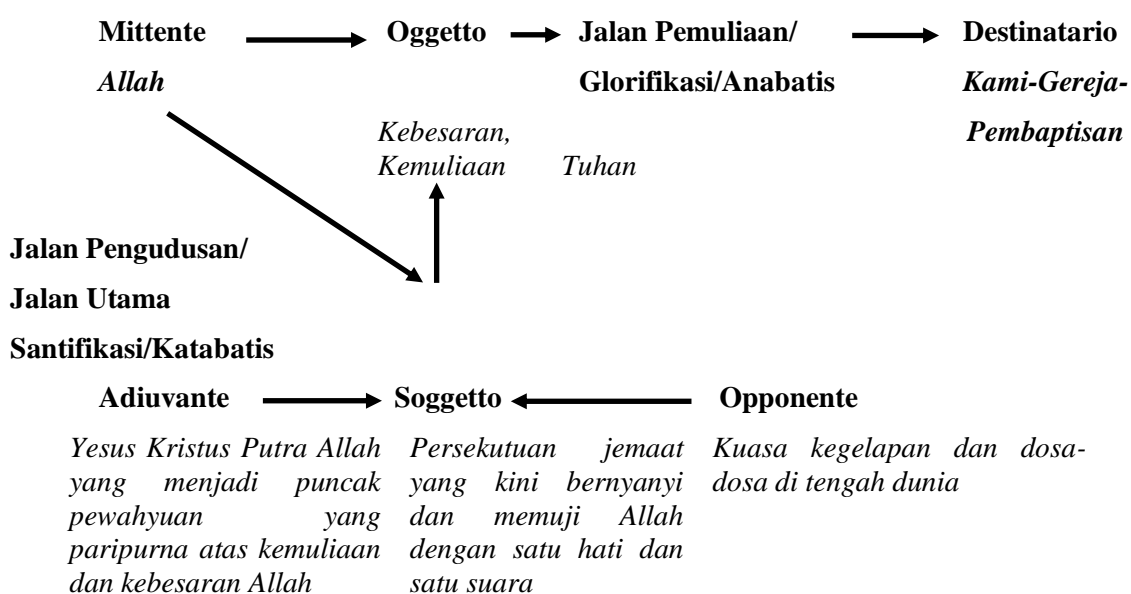 Mittente Oggetto Jalan Pemuliaan/ Destinatario
Allah Glorifikasi/Anabatis Kami-Gereja-
Kebesaran, Pembaptisan
Kemuliaan Tuhan
Jalan Pengudusan/
Jalan Utama
Santifikasi/Katabatis
Adiuvante Soggetto Opponente
Yesus Kristus Putra Allah Persekutuan jemaat Kuasa kegelapan dan dosa-
yang menjadi puncak yang kini bernyanyi dosa di tengah dunia
pewahyuan yang dan memuji Allah
paripurna atas kemuliaan dengan satu hati dan
dan kebesaran Allah satu suara